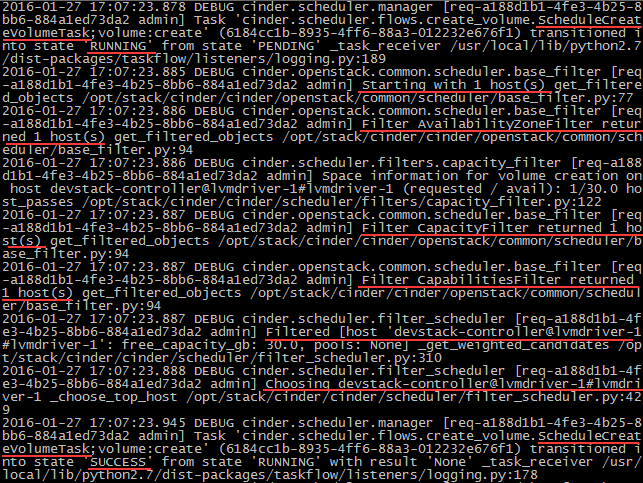 2016-01-27 17:07:23.878 DEBUG cinder.scheduler.manager [req-a188d1b1-4fe3-4b25-8
bb6-884a1ed73da2 admin] Task 'cinder.scheduler.flows.create_volume.ScheduleCreat
eVolumeTask;volume:create' (6184cc1b-8935-4ff6-88a3-012232e676f1) transitioned i
nto state 'RUNNING' from state 'PENDING' _task_receiver /usr/local/lib/python2.7
/dist-packages/taskflow/listeners/logging.py:189
2016-01-27 17:07:23.885 DEBUG cinder.openstack.common.scheduler.base_filter [req
-a188d1b1-4fe3-4b25-8bb6-884a1ed73da2 admin] Starting with 1 host(s) get_filtere
d_objects /opt/stack/cinder/cinder/openstack/common/scheduler/base_filter.py:77
2016-01-27 17:07:23.886 DEBUG cinder.openstack.common.scheduler.base_filter [req
-a188d1b1-4fe3-4b25-8bb6-884a1ed73da2 admin] Filter AvailabilityZoneFilter retur
ned 1 host(s) get_filtered_objects /opt/stack/cinder/cinder/openstack/common/sch
eduler/base_filter.py:94
2016-01-27 17:07:23.886 DEBUG cinder.scheduler.filters.capacity_filter [req-a188
d1b1-4fe3-4b25-8bb6-884a1ed73da2 admin] Space information for volume creation on
 host devstack-controller@lvmdriver-1#lvmdriver-1 (requested / avail): 1/30.0 ho
st_passes /opt/stack/cinder/cinder/scheduler/filters/capacity_filter.py:122
2016-01-27 17:07:23.887 DEBUG cinder.openstack.common.scheduler.base_filter [req
-a188d1b1-4fe3-4b25-8bb6-884a1ed73da2 admin] Filter CapacityFilter returned 1 ho
st(s) get_filtered_objects /opt/stack/cinder/cinder/openstack/common/scheduler/b
ase_filter.py:94
2016-01-27 17:07:23.887 DEBUG cinder.openstack.common.scheduler.base_filter [req
-a188d1b1-4fe3-4b25-8bb6-884a1ed73da2 admin] Filter CapabilitiesFilter returned
1 host(s) get_filtered_objects /opt/stack/cinder/cinder/openstack/common/schedul
er/base_filter.py:94
2016-01-27 17:07:23.887 DEBUG cinder.scheduler.filter_scheduler [req-a188d1b1-4f
e3-4b25-8bb6-884a1ed73da2 admin] Filtered [host 'devstack-controller@lvmdriver-1
#lvmdriver-1': free_capacity_gb: 30.0, pools: None] _get_weighted_candidates /op
t/stack/cinder/cinder/scheduler/filter_scheduler.py:310
2016-01-27 17:07:23.888 DEBUG cinder.scheduler.filter_scheduler [req-a188d1b1-4f
e3-4b25-8bb6-884a1ed73da2 admin] Choosing devstack-controller@lvmdriver-1#lvmdri
ver-1 _choose_top_host /opt/stack/cinder/cinder/scheduler/filter_scheduler.py:42
9
2016-01-27 17:07:23.945 DEBUG cinder.scheduler.manager [req-a188d1b1-4fe3-4b25-8
bb6-884a1ed73da2 admin] Task 'cinder.scheduler.flows.create_volume.ScheduleCreat
eVolumeTask;volume:create' (6184cc1b-8935-4ff6-88a3-012232e676f1) transitioned i
nto state 'SUCCESS' from state 'RUNNING' with result 'None' _task_receiver /usr/
local/lib/python2.7/dist-packages/taskflow/listeners/logging.py:178